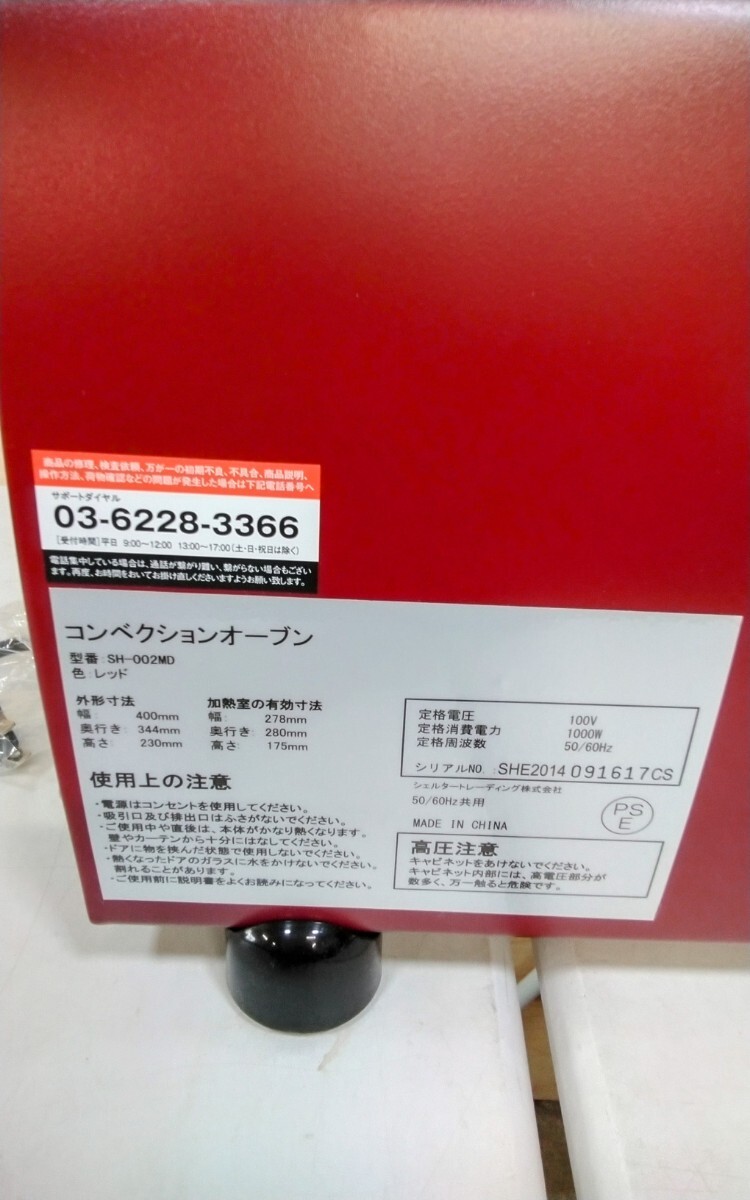 商品の修理、検査依頼、万が一の初期不良、不具合、商品説明、
操作方法、荷物確認などの問題が発生した場合は下記電話番号へ
サポートダイヤル
03-6228-3366
[受付時間]平日 9:00〜12:00 13:00〜17:00(土・日・祝日は除く)
電話集中している場合は、通話が繋がり難い、繋がらない場合もござい
ます。再度、お時間をおいてお掛け直しくださいますようお願い致します。
コンベクションオーブン
型番:SH-002MD
色:レッド
外形寸法
幅 400mm
奥行き: 344mm
高さ: 230mm
加熱室の有効寸法
幅: 278mm
奥行き: 280mm
高さ: 175mm
使用上の注意
・電源はコンセントを使用してください。
・吸引口及び排出口はふさがないでください。
・ご使用中や直後は、本体がかなり熱くなります。
壁やカーテンから十分にはなしてください。
・ドアに物を挟んだ状態で使用しないでください。
・熱くなったドアのガラスに水をかけないでください。
割れることがあります。
・ご使用前に説明書をよくお読みになってください。
定格電圧 100V
定格消費電力 1000W
定格周波数 50/60Hz
シリアルNO.:SHE2014091617CS
シェルタートレーディング株式会社
50/60Hz共用
MADE IN CHINA
PS
E
高圧注意
キャビネットをあけないでください。
キャビネット内部には、高電圧部分が
数多く、万一触ると危険です。